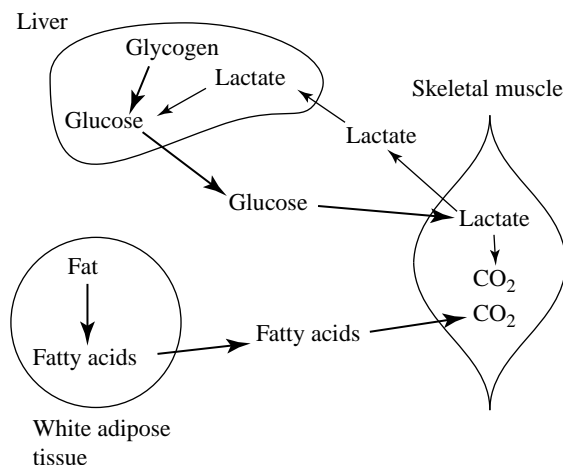 Liver
Glycogen
Lactate
Glucose
Skeletal muscle
Lactate
Glucose
Lactate
CO₂
CO₂
Fat
Fatty acids
Fatty acids
White adipose
tissue